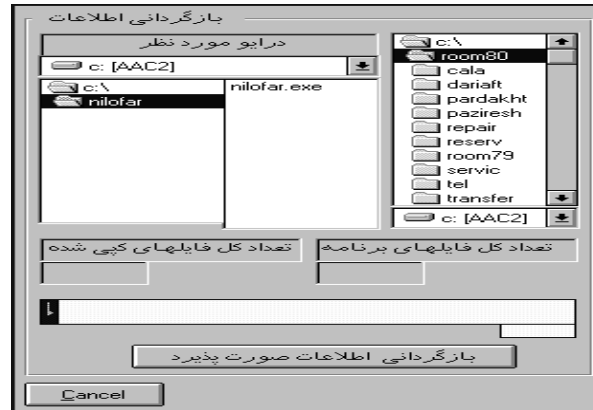 بازگردانی اطلاعات
درایو مورد نظر
c: [AAC2]
c:\
nilofar
nilofar.exe
c:\
room80
cala
dariaft
pardakht
paziresh
repair
reserv
room79
servic
tel
transfer
c: [AAC2]
تعداد کل فایلهای برنامه
تعداد کل فایلهای کپی شده
بازگردانی اطلاعات صورت پذیرد
Cancel